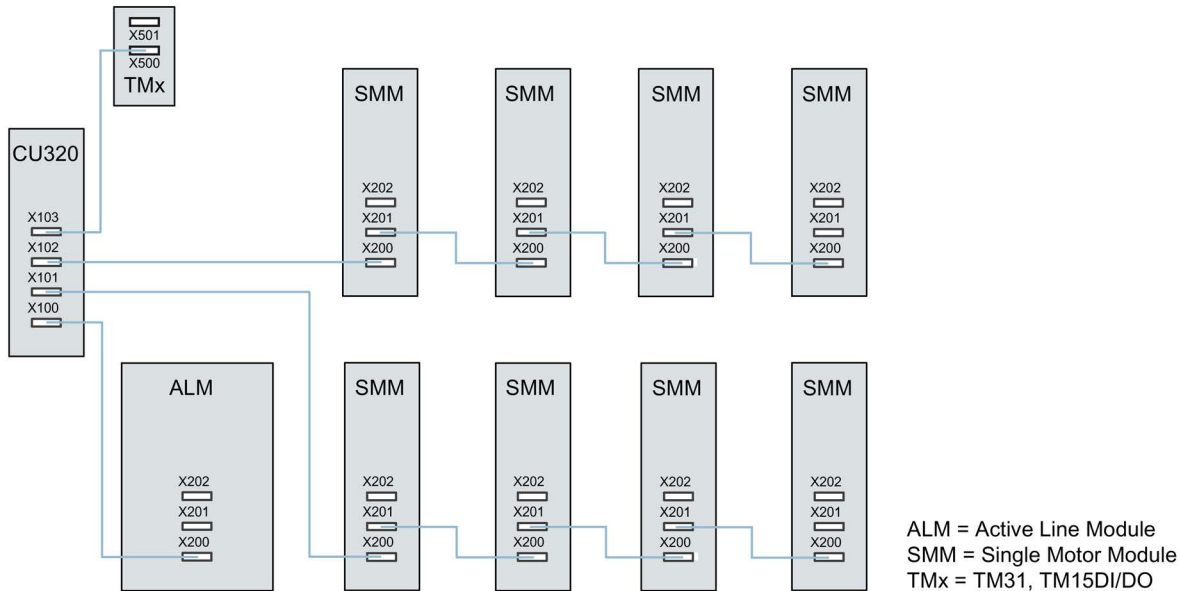 X501
X500
TMx
CU320
X103
X102
X101
X100
SMM
X202
X201
X200
SMM
X202
X201
X200
SMM
X202
X201
X200
SMM
X202
X201
X200
ALM
X202
X201
X200
SMM
X202
X201
X200
SMM
X202
X201
X200
SMM
X202
X201
X200
SMM
X202
X201
X200
ALM = Active Line Module
SMM = Single Motor Module
TMx = TM31, TM15DI/DO